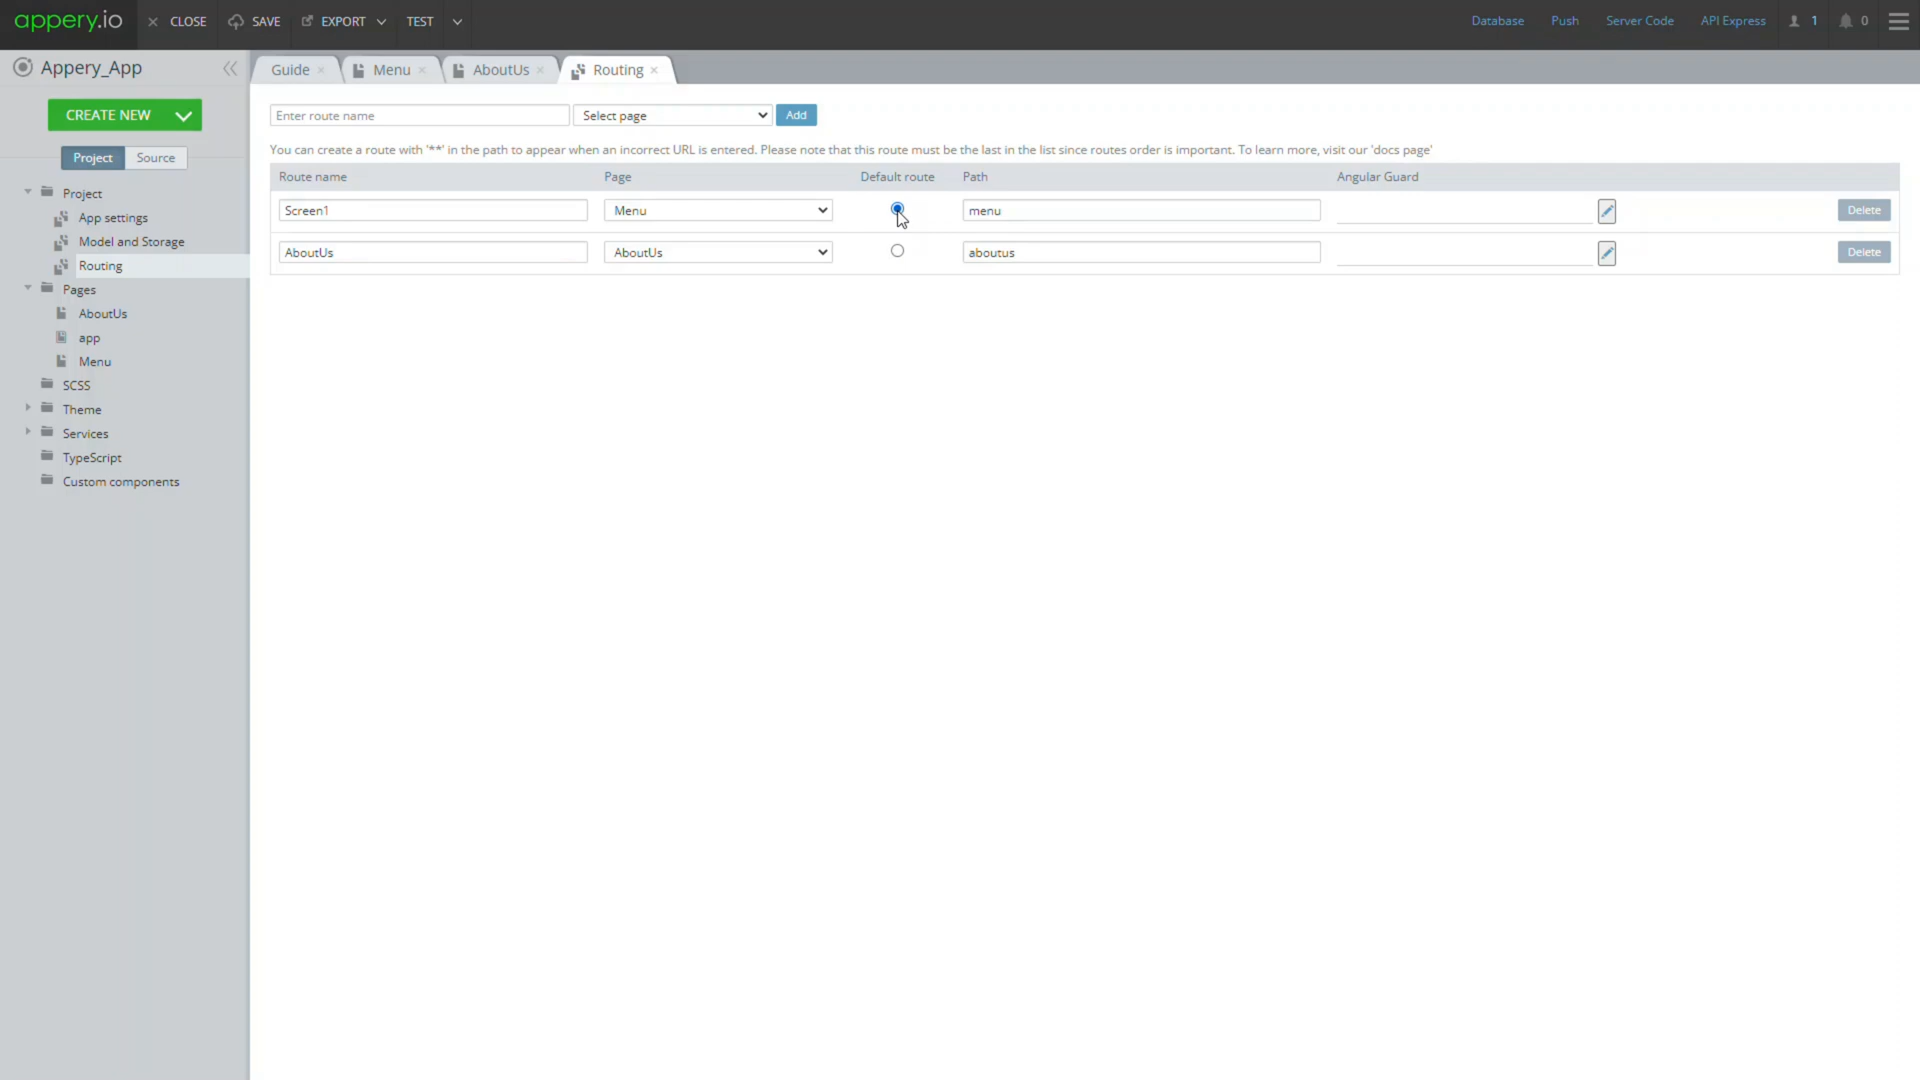 appery.io CLOSE SAVE EXPORT TEST Database Push Server Code API Express 1 0
Appery_App Guide Menu AboutUs Routing
CREATE NEW
Enter route name Select page Add
Project Source
You can create a route with '**' in the path to appear when an incorrect URL is entered. Please note that this route must be the last in the list since routes order is important. To learn more, visit our 'docs page'
Route name Page Default route Path Angular Guard
Screen1 Menu menu Delete
AboutUs AboutUs aboutus Delete
Project
App settings
Model and Storage
Routing
Pages
AboutUs
app
Menu
SCSS
Theme
Services
TypeScript
Custom components